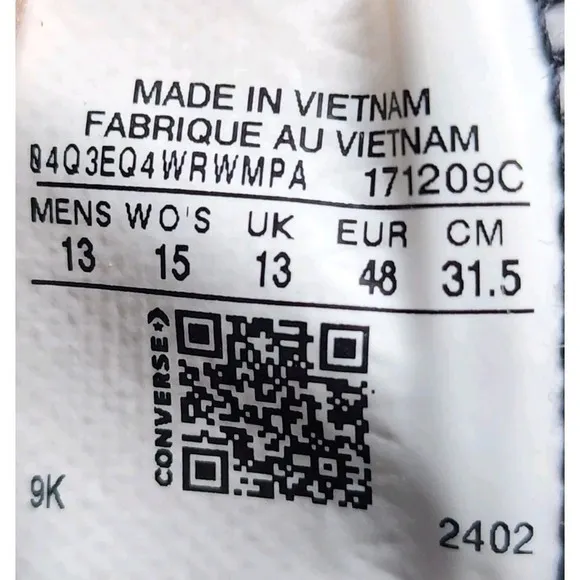 MADE IN VIETNAM
FABRIQUE AU VIETNAM
04Q3EQ4WRWMPA 171209C
MENS WO'S UK EUR CM
13 15 13 48 31.5
CONVERSE
9K
2402